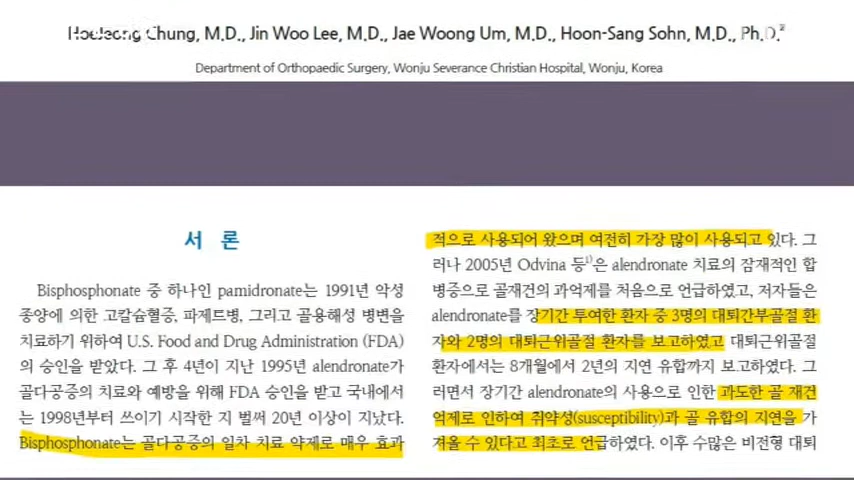 HoeJeong Chung, M.D., Jin Woo Lee, M.D., Jae Woong Um, M.D., Hoon-Sang Sohn, M.D., Ph.D.
Department of Orthopaedic Surgery, Wonju Severance Christian Hospital, Wonju, Korea
서 론
Bisphosphonate 중 하나인 pamidronate는 1991년 악성
종양에 의한 고칼슘혈증, 파제트병, 그리고 골용해성 병변을
치료하기 위하여 U.S. Food and Drug Administration (FDA)
의 승인을 받았다. 그 후 4년이 지난 1995년 alendronate가
골다공증의 치료와 예방을 위해 FDA 승인을 받고 국내에서
는 1998년부터 쓰이기 시작한 지 벌써 20년 이상이 지났다.
Bisphosphonate는 골다공증의 일차 치료 약제로 매우 효과
적으로 사용되어 왔으며 여전히 가장 많이 사용되고 있다. 그
러나 2005년 Odvina 등1)은 alendronate 치료의 잠재적인 합
병증으로 골재건의 과억제를 처음으로 언급하였고, 저자들은
alendronate를 장기간 투여한 환자 중 3명의 대퇴간부골절 환
자와 2명의 대퇴근위골절 환자를 보고하였고 대퇴근위골절
환자에서는 8개월에서 2년의 지연 유합까지 보고하였다. 그
러면서 장기간 alendronate의 사용으로 인한 과도한 골 재건
억제로 인하여 취약성(susceptibility)과 골 유합의 지연을 가
져올 수 있다고 최초로 언급하였다. 이후 수많은 비전형 대퇴